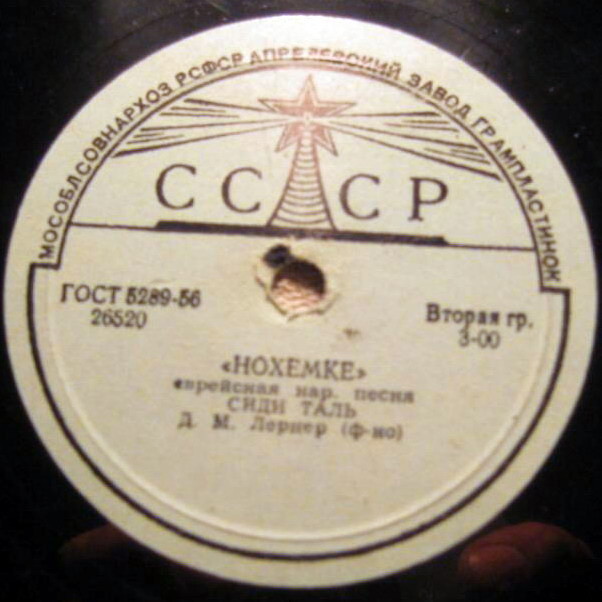 МОСОБЛСОВНАРХОЗ РСФСР АПРЕЛЕВСКИЙ ЗАВОД ГРАМПЛАСТИНОК
СССР
ГОСТ 5289-56
26520
Вторая гр.
3-00
«НОХЕМКЕ»
еврейская нар. песня
СИДИ ТАЛЬ
Д. М. Лернер (ф-но)